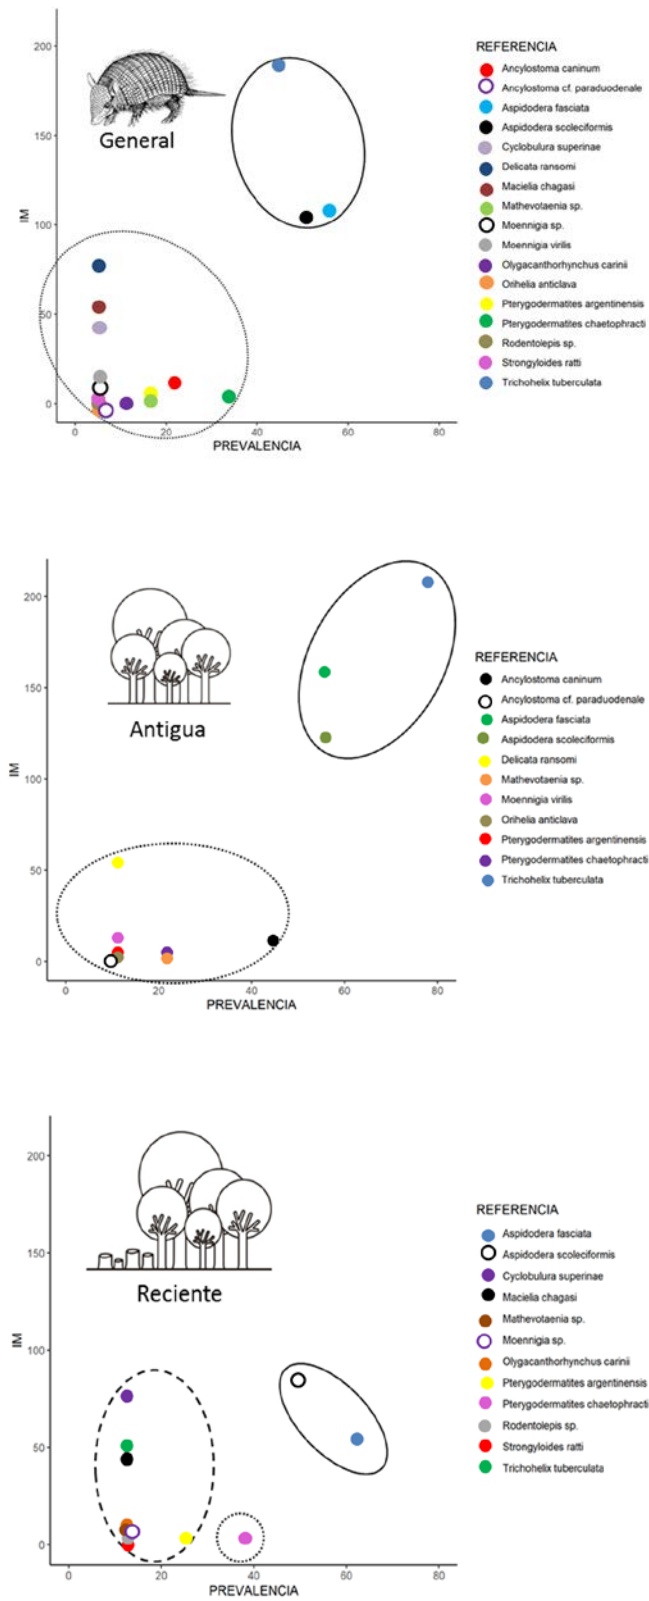 200
150
100
50
0
IM
General
0
20
40
60
80
PREVALENCIA
REFERENCIA
Ancylostoma caninum
Ancylostoma cf. paraduodenale
Aspidodera fasciata
Aspidodera scoleciformis
Cyclobulura superinae
Delicata ransomi
Macielia chagasi
Mathevotaenia sp.
Moennigia sp.
Moennigia virilis
Olygacanthorhynchus carinii
Orihelia anticlava
Pterygodermatites argentinensis
Pterygodermatites chaetophracti
Rodentolepis sp.
Strongyloides ratti
Trichohelix tuberculata
200
150
100
50
0
IM
Antigua
0
20
40
60
80
PREVALENCIA
REFERENCIA
Ancylostoma caninum
Ancylostoma cf. paraduodenale
Aspidodera fasciata
Aspidodera scoleciformis
Delicata ransomi
Mathevotaenia sp.
Moennigia virilis
Orihelia anticlava
Pterygodermatites argentinensis
Pterygodermatites chaetophracti
Trichohelix tuberculata
200
150
100
50
0
IM
Reciente
0
20
40
60
80
PREVALENCIA
REFERENCIA
Aspidodera fasciata
Aspidodera scoleciformis
Cyclobulura superinae
Macielia chagasi
Mathevotaenia sp.
Moennigia sp.
Olygacanthorhynchus carinii
Pterygodermatites argentinensis
Pterygodermatites chaetophracti
Rodentolepis sp.
Strongyloides ratti
Trichohelix tuberculata